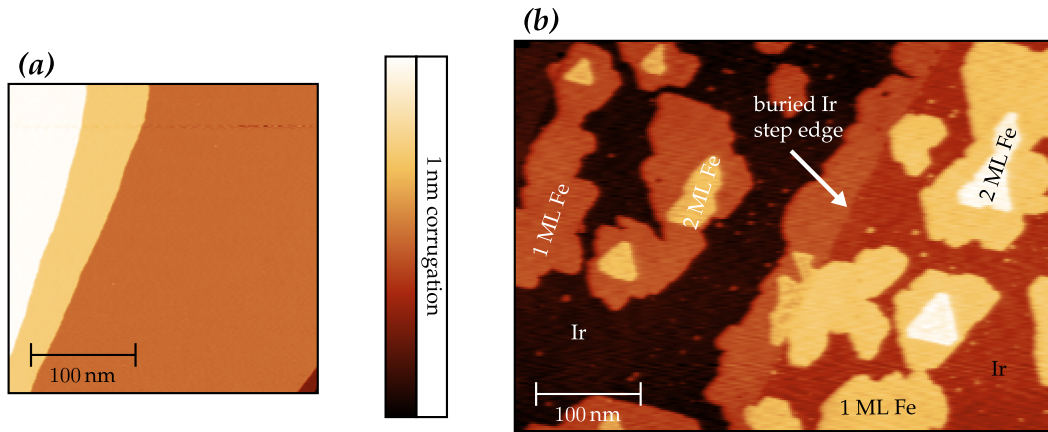 (a)
100 nm
1 nm corrugation
(b)
buried Ir
step edge
1 ML Fe
2 ML Fe
2 ML Fe
Ir
Ir
100 nm
1 ML Fe